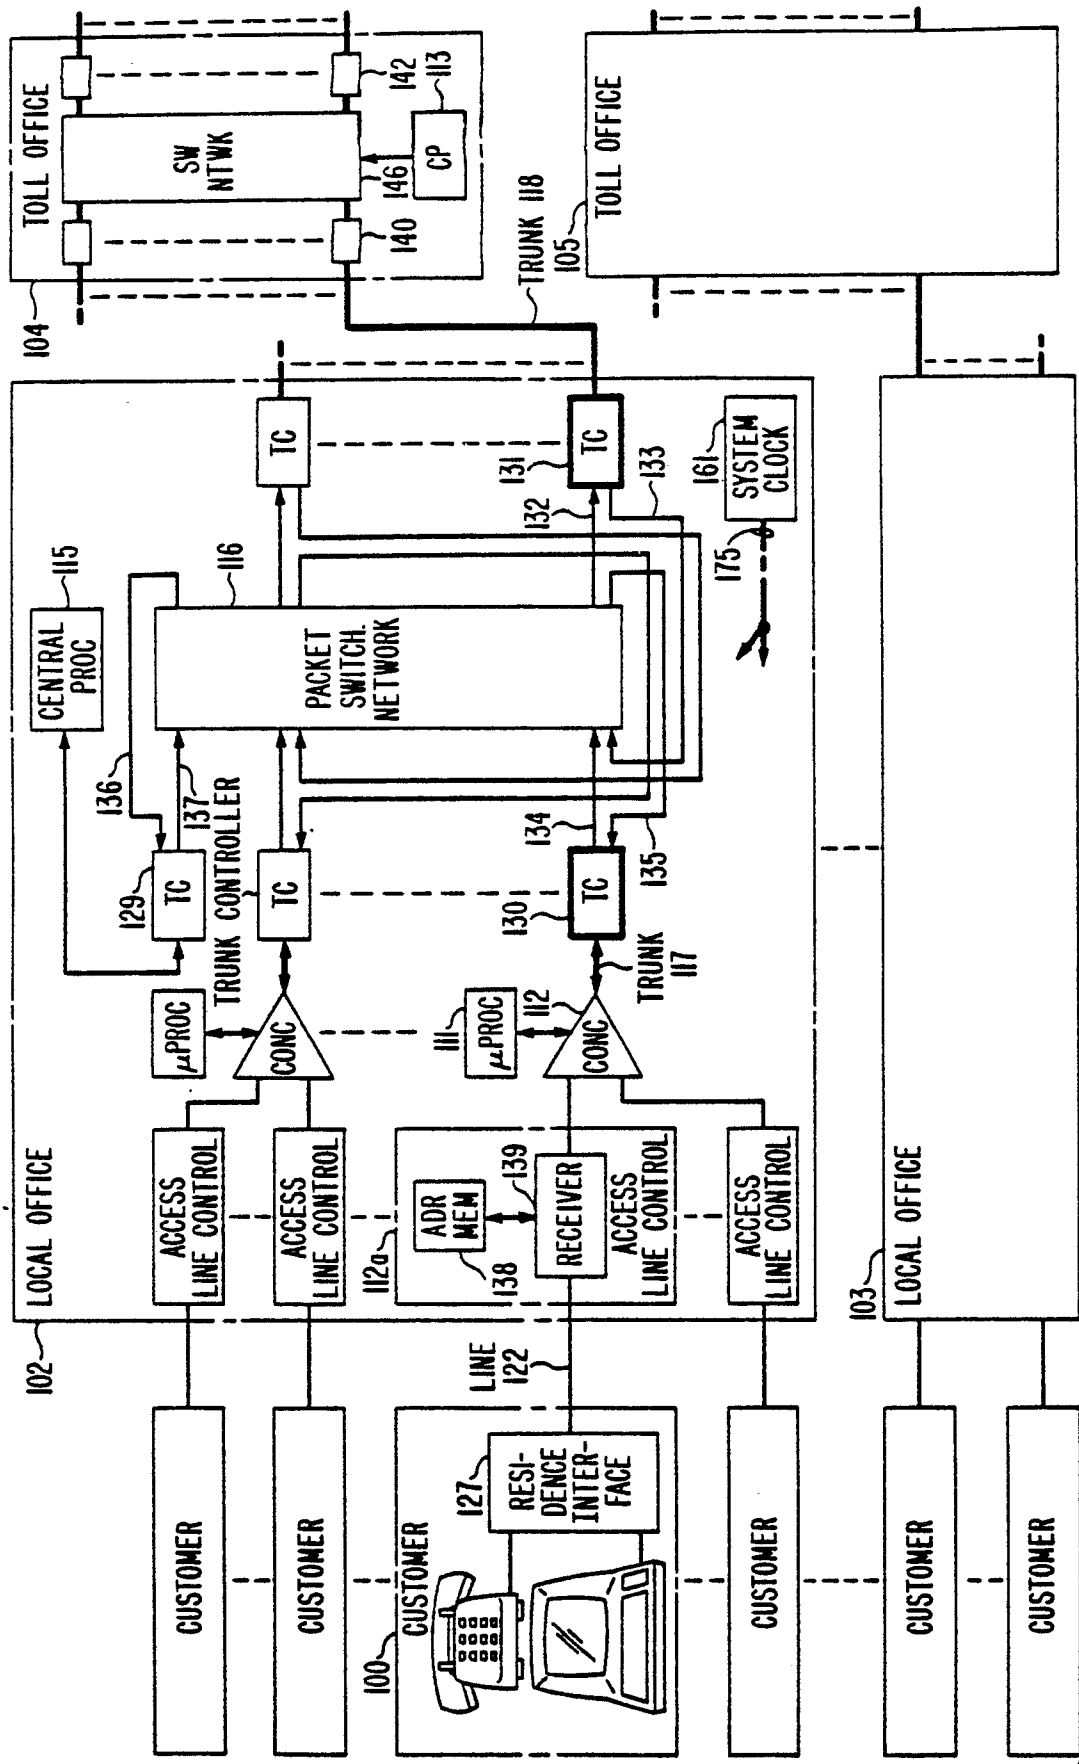 CUSTOMER
CUSTOMER
100
CUSTOMER
127
RESI-
DENCE
INTER-
FACE
CUSTOMER
CUSTOMER
CUSTOMER
LINE
122
102
LOCAL OFFICE
ACCESS
LINE CONTROL
ACCESS
LINE CONTROL
112a
ADR
MEM
138
139
RECEIVER
ACCESS
LINE CONTROL
ACCESS
LINE CONTROL
μPROC
CONC
111
μPROC
112
CONC
TRUNK
117
129
TC
TRUNK CONTROLLER
TC
130
TC
136
137
134
135
CENTRAL
PROC
115
116
PACKET
SWITCH.
NETWORK
TC
131
TC
132
133
161
SYSTEM
CLOCK
175
103
LOCAL OFFICE
104
TOLL OFFICE
140
SW
NTWK
146
142
CP
113
TRUNK 118
105
TOLL OFFICE